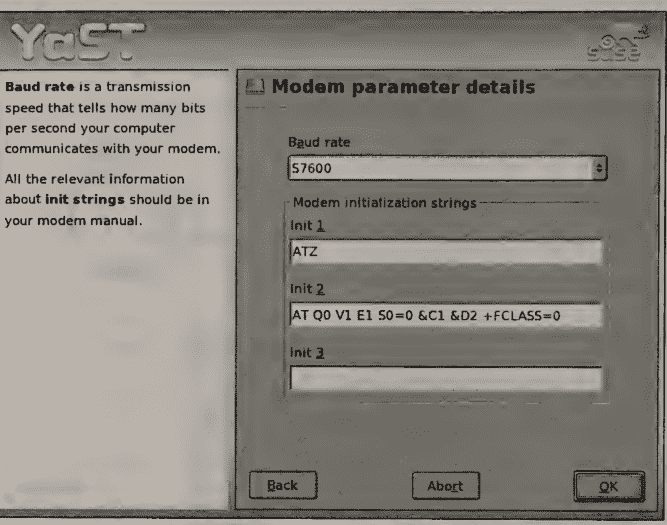 YaST
SuSE
Baud rate is a transmission
speed that tells how many bits
per second your computer
communicates with your modem.
All the relevant information
about init strings should be in
your modem manual.
Modem parameter details
Baud rate
57600
Modem initialization strings
Init 1
ATZ
Init 2
AT Q0 V1 E1 S0=0 &C1 &D2 +FCLASS=0
Init 3
Back
Abort
OK